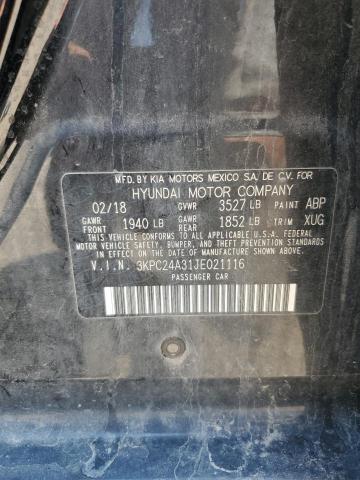 MFD. BY KIA MOTORS MEXICO S.A. DE C.V. FOR
HYUNDAI MOTOR COMPANY
02/18 GVWR 3527 LB PAINT ABP
GAWR FRONT 1940 LB GAWR REAR 1852 LB TRIM XUG
THIS VEHICLE CONFORMS TO ALL APPLICABLE U.S.A. FEDERAL
MOTOR VEHICLE SAFETY, BUMPER, AND THEFT PREVENTION
STANDARDS IN EFFECT ON THE DATE OF MANUFACTURE SHOWN ABOVE.
V.I.N. 3KPC24A31JE021116
PASSENGER CAR